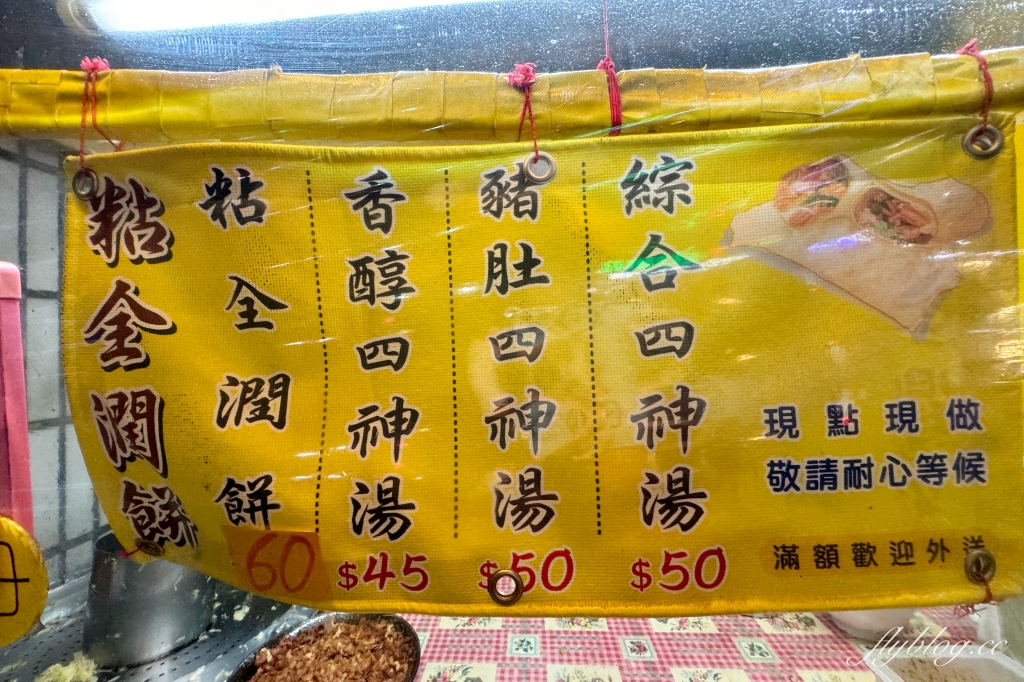 粘全潤餅
粘全潤餅
60
香醇四神湯
$45
豬肚四神湯
$50
綜合四神湯
$50
現點現做
敬請耐心等候
滿額歡迎外送
flyblog.cc